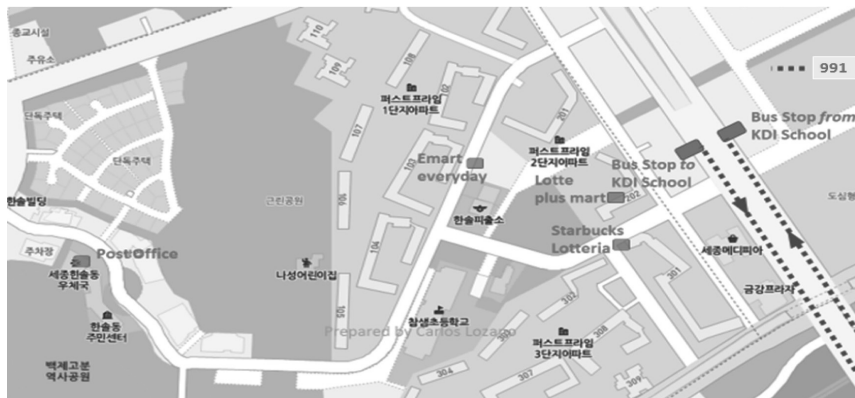 종교시설
주유소
110
109
108
991
단독주택
퍼스트프라임
1단지아파트
102
201
Bus Stop from
KDI School
107
퍼스트프라임
2단지아파트
단독주택
103
Emart
everyday
Bus Stop to
KDI School
한솔빌딩
근린공원
106
Lotte
plus mart
202
도심형
한솔파출소
Starbucks
Lotteria
주차장
Post Office
104
세종메디피아
세종한솔동
우체국
나성어린이집
301
금강프라자
105
302
한솔동
주민센터
참샘초등학교
Prepared by Carlos Lozano
퍼스트프라임
3단지아파트
308
백제고분
역사공원
304
307
309